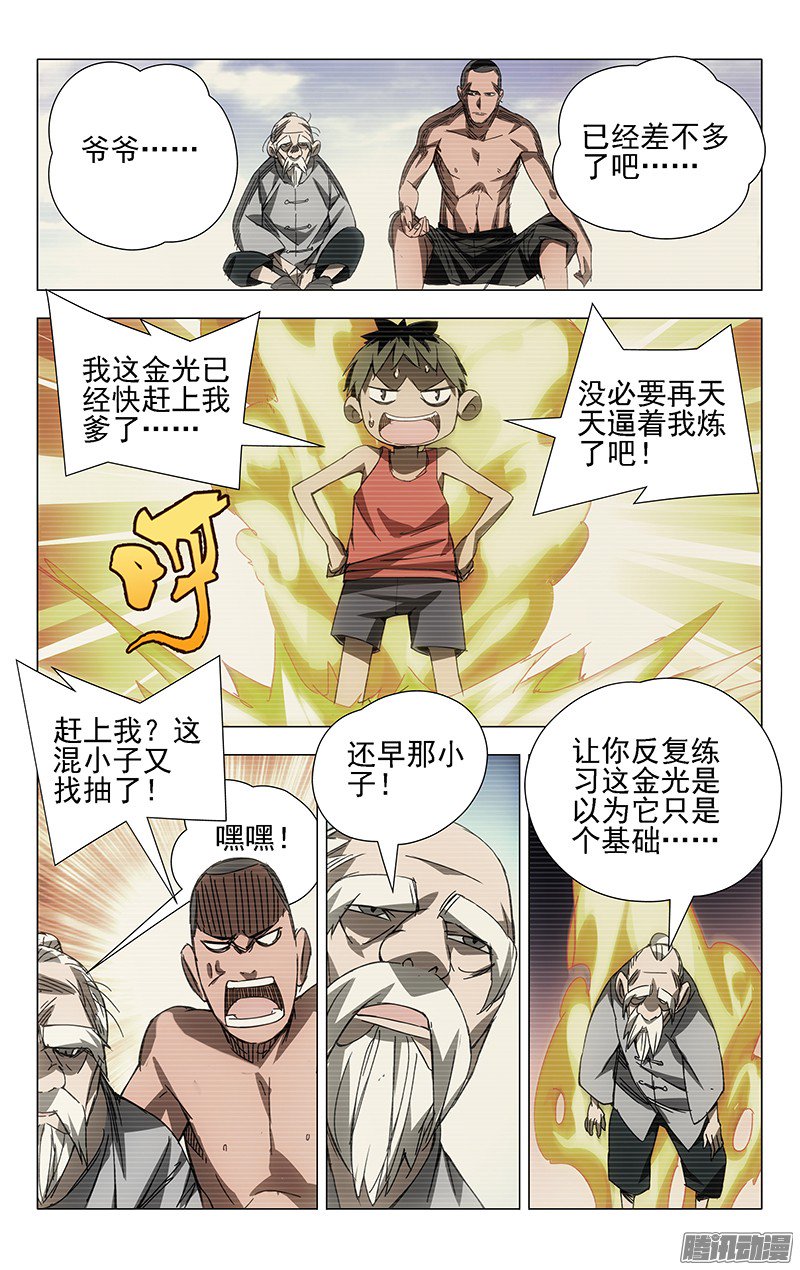 爷爷……
已经差不多
了吧……
我这金光已
经快赶上我
爹了……
没必要再天
天逼着我炼
了吧！
呀
赶上我？这
混小子又
找抽了！
嘿嘿！
还早那小
子！
让你反复练
习这金光是
以为它只是
个基础……
腾讯动漫